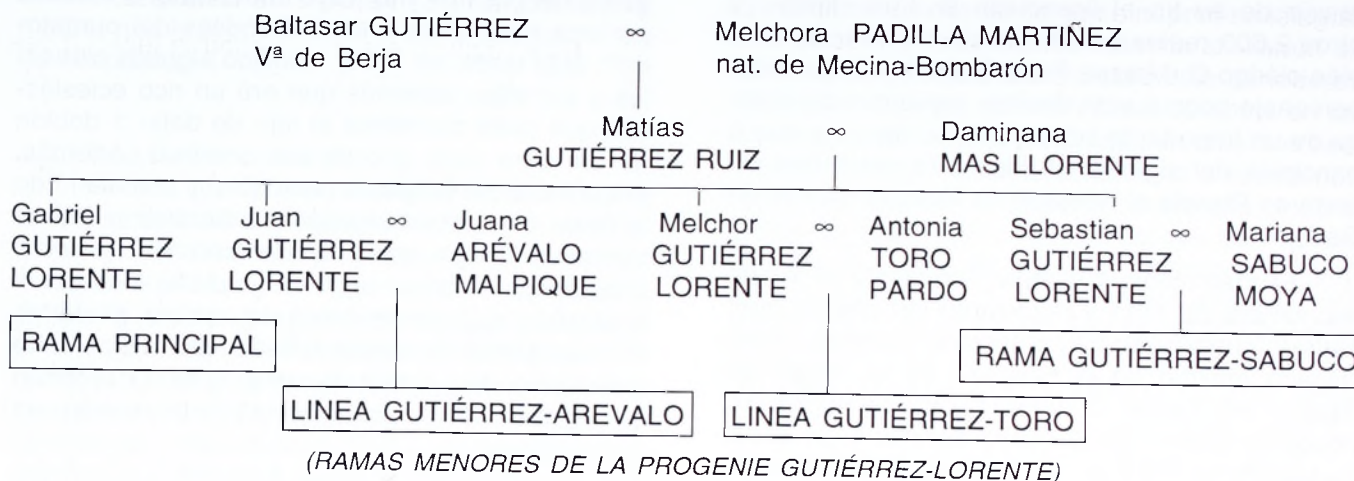 Baltasar GUTIÉRREZ ∞ Melchora PADILLA MARTIÑEZ
Vª de Berja nat. de Mecina-Bombarón
Matías ∞ Daminana
GUTIÉRREZ RUIZ MAS LLORENTE
Gabriel Juan ∞ Juana Melchor ∞ Antonia Sebastian ∞ Mariana
GUTIÉRREZ GUTIÉRREZ ARÉVALO GUTIÉRREZ TORO GUTIÉRREZ SABUCO
LORENTE LORENTE MALPIQUE LORENTE PARDO LORENTE MOYA
RAMA PRINCIPAL RAMA GUTIÉRREZ-SABUCO
LINEA GUTIÉRREZ-AREVALO LINEA GUTIÉRREZ-TORO
(RAMAS MENORES DE LA PROGENIE GUTIÉRREZ-LORENTE)